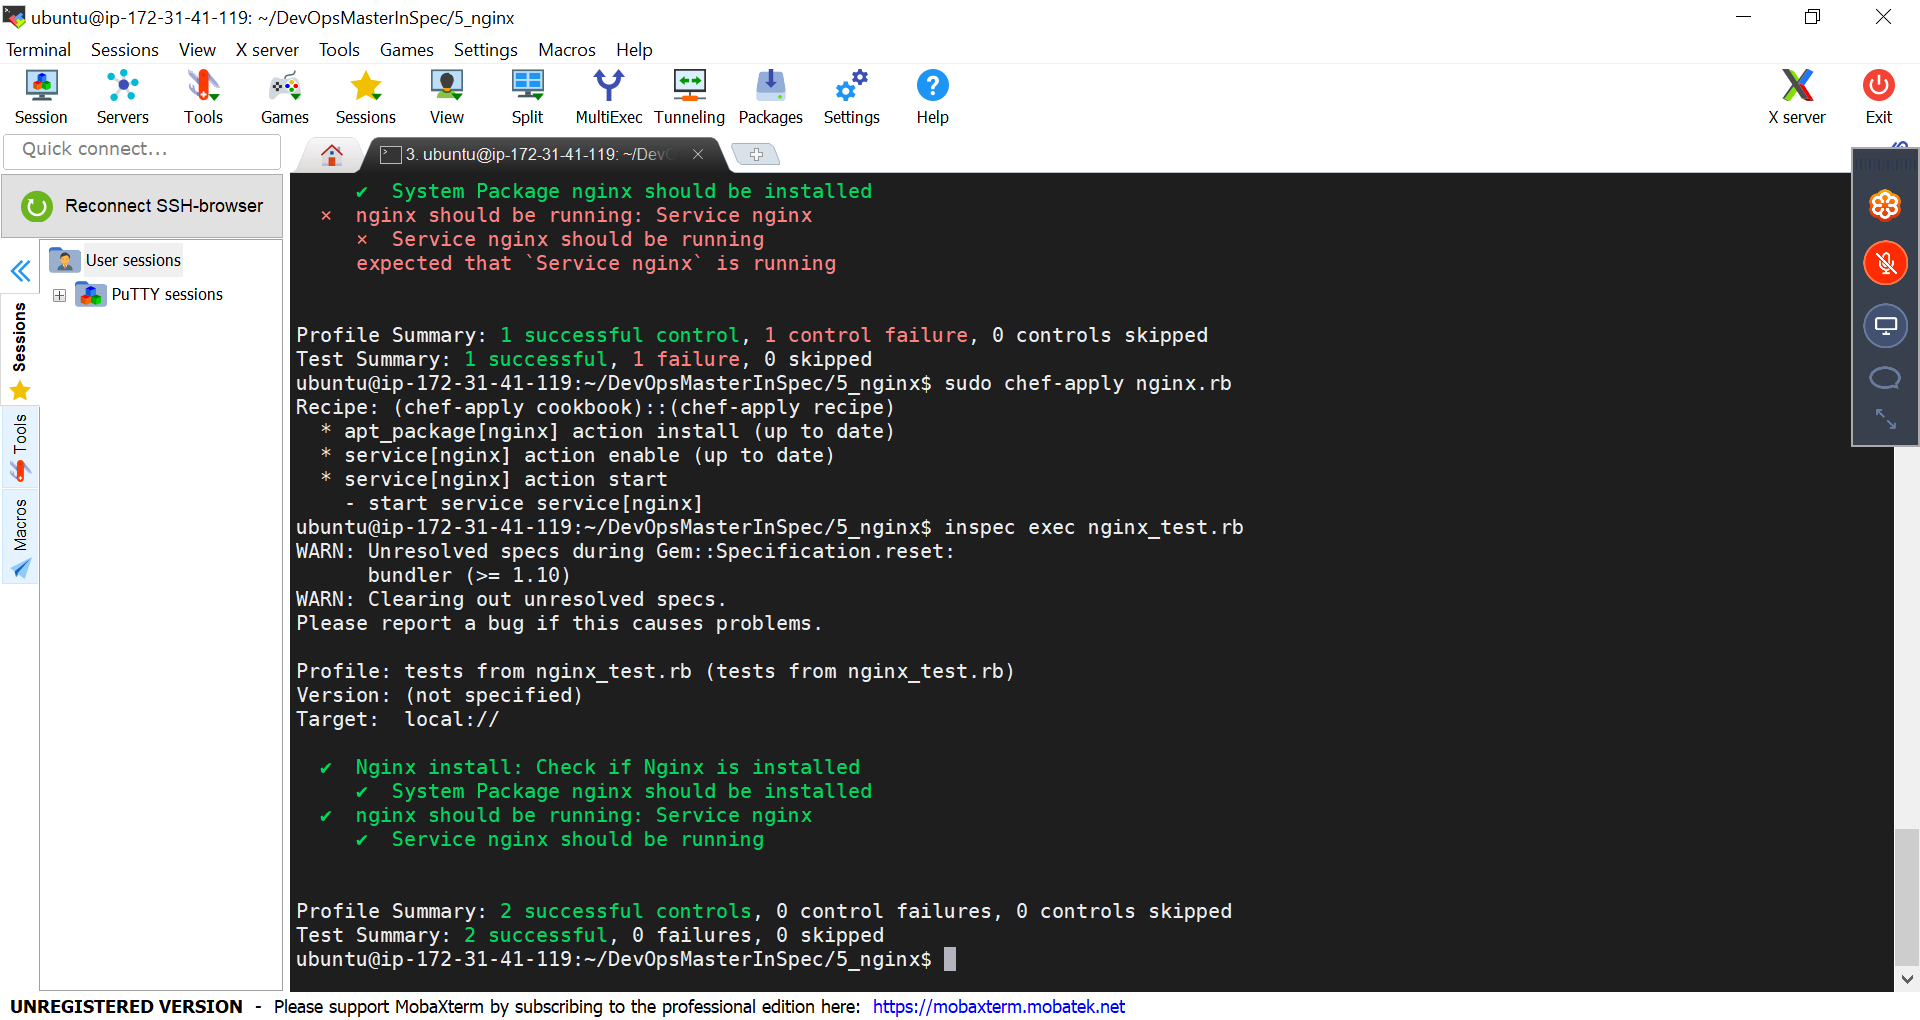 ubuntu@ip-172-31-41-119: ~/DevOpsMasterInSpec/5_nginx
Terminal Sessions View X server Tools Games Settings Macros Help
Session Servers Tools Games Sessions View Split MultiExec Tunneling Packages Settings Help X server Exit
Quick connect...
3. ubuntu@ip-172-31-41-119: ~/DevO
Reconnect SSH-browser
User sessions
PuTTY sessions
Sessions
Tools
Macros
✔ System Package nginx should be installed
× nginx should be running: Service nginx
× Service nginx should be running
expected that `Service nginx` is running
Profile Summary: 1 successful control, 1 control failure, 0 controls skipped
Test Summary: 1 successful, 1 failure, 0 skipped
ubuntu@ip-172-31-41-119:~/DevOpsMasterInSpec/5_nginx$ sudo chef-apply nginx.rb
Recipe: (chef-apply cookbook)::(chef-apply recipe)
* apt_package[nginx] action install (up to date)
* service[nginx] action enable (up to date)
* service[nginx] action start
- start service service[nginx]
ubuntu@ip-172-31-41-119:~/DevOpsMasterInSpec/5_nginx$ inspec exec nginx_test.rb
WARN: Unresolved specs during Gem::Specification.reset:
bundler (>= 1.10)
WARN: Clearing out unresolved specs.
Please report a bug if this causes problems.
Profile: tests from nginx_test.rb (tests from nginx_test.rb)
Version: (not specified)
Target: local://
✔ Nginx install: Check if Nginx is installed
✔ System Package nginx should be installed
✔ nginx should be running: Service nginx
✔ Service nginx should be running
Profile Summary: 2 successful controls, 0 control failures, 0 controls skipped
Test Summary: 2 successful, 0 failures, 0 skipped
ubuntu@ip-172-31-41-119:~/DevOpsMasterInSpec/5_nginx$
UNREGISTERED VERSION - Please support MobaXterm by subscribing to the professional edition here: https://mobaxterm.mobatek.net